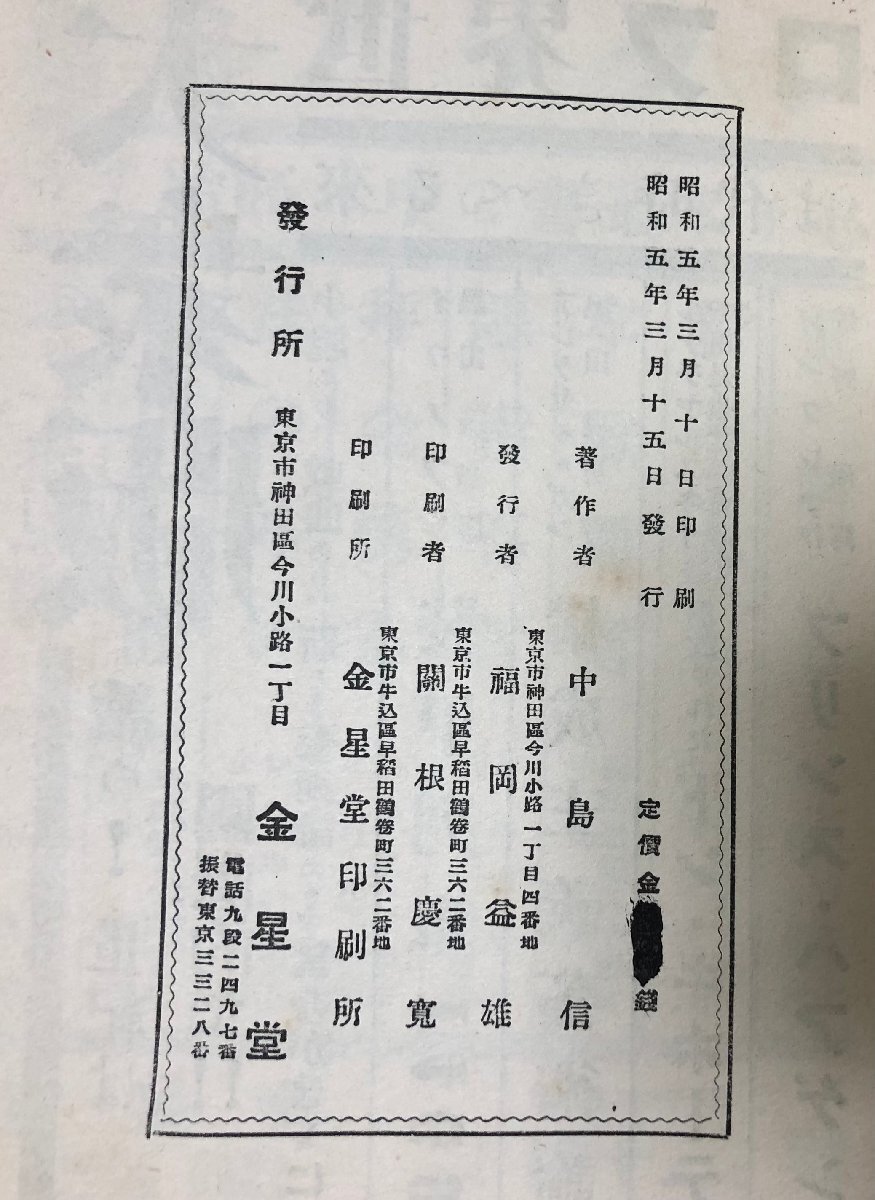 昭和五年三月十日印刷
昭和五年三月十五日發行
定價金
錢
著作者 中島信
東京市神田區今川小路一丁目四番地
發行者 福岡益雄
東京市牛込區早稻田鶴卷町三六二番地
印刷者 關根慶寛
東京市牛込區早稻田鶴卷町三六二番地
印刷所 金星堂印刷所
發行所 東京市神田區今川小路一丁目 金星堂
電話九段二四九七番
振替東京三三二八番